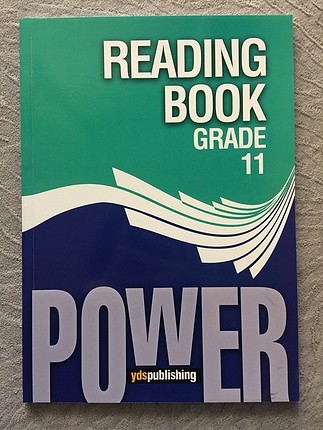 READING
BOOK
GRADE
11
POWER
ydspublishing